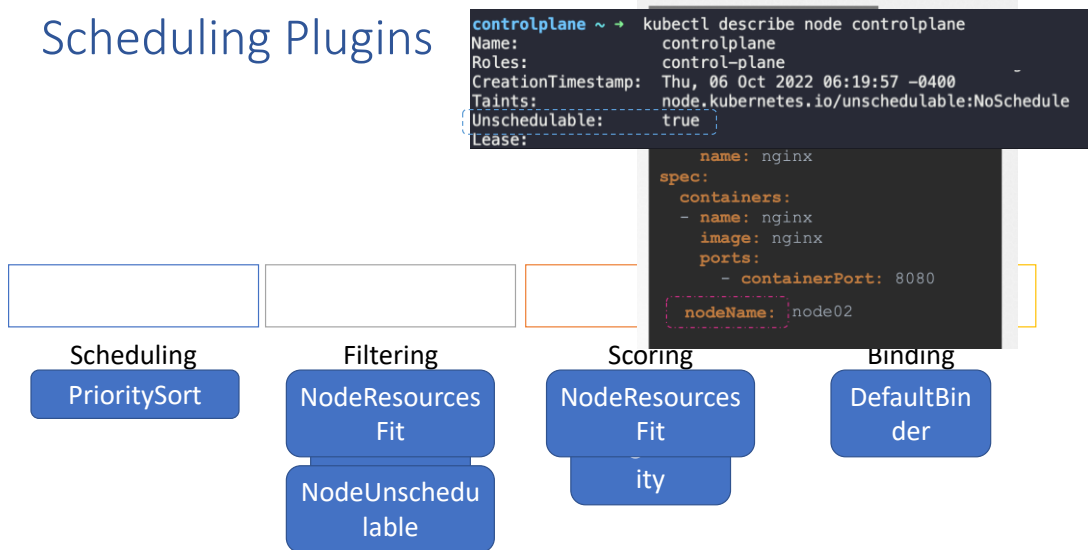 Scheduling Plugins
controlplane ~ ➜ kubectl describe node controlplane
Name: controlplane
Roles: control-plane
CreationTimestamp: Thu, 06 Oct 2022 06:19:57 -0400
Taints: node.kubernetes.io/unschedulable:NoSchedule
Unschedulable: true
Lease:
name: nginx
spec:
containers:
- name: nginx
image: nginx
ports:
- containerPort: 8080
nodeName: node02
Scheduling
Filtering
Scoring
Binding
PrioritySort
NodeResources
Fit
NodeUnschedu
lable
NodeResources
Fit
ity
DefaultBin
der